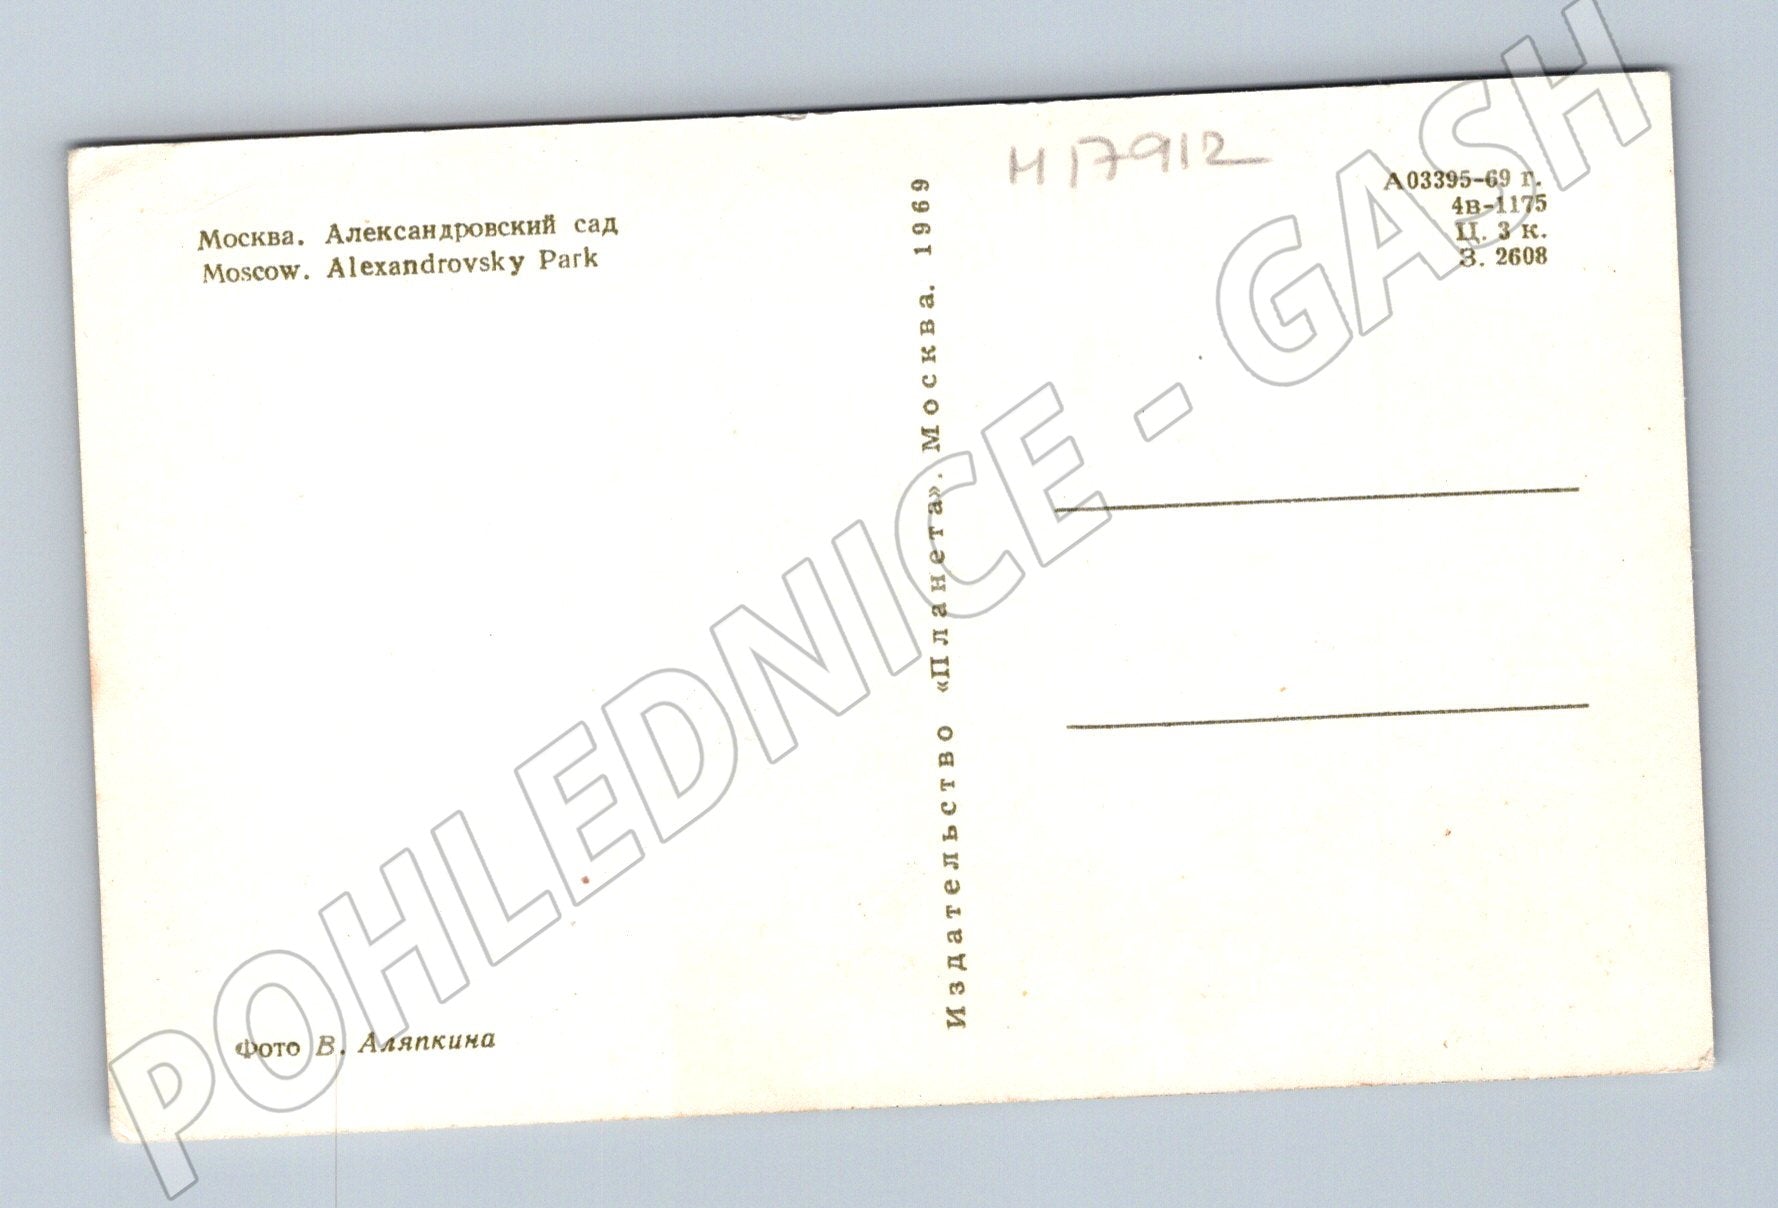 Москва. Александровский сад
Moscow. Alexandrovsky Park
Фото В. Аляпкина
Издательство «Планета». Москва. 1969
H17912
А03395-69 г.
4в-1175
Ц. 3 к.
З. 2608
POHLEDNICE - GASH